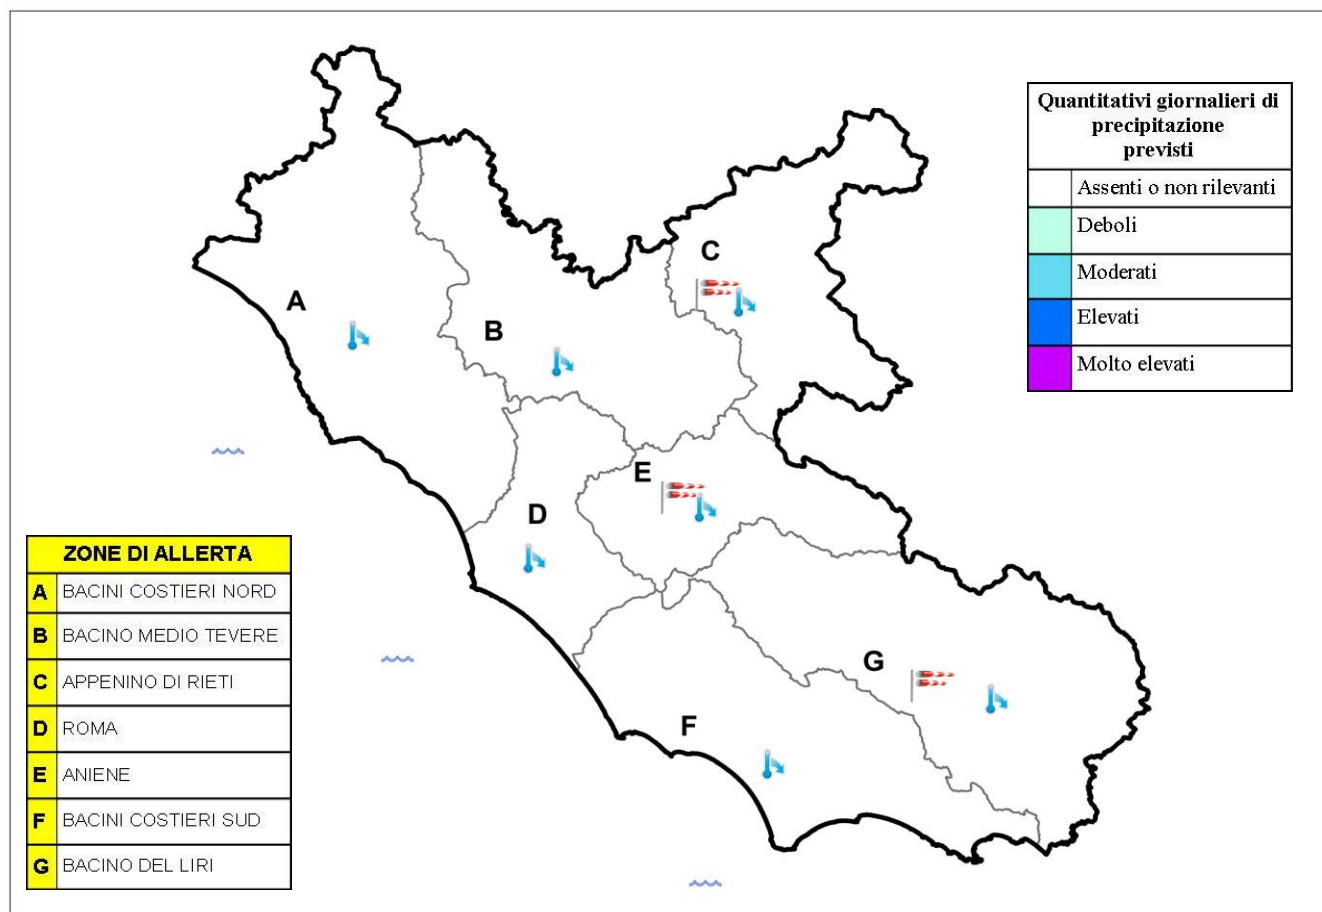 Quantitativi giornalieri di
precipitazione
previsti
Assenti o non rilevanti
Deboli
Moderati
Elevati
Molto elevati
C
A
B
E
D
G
F
ZONE DI ALLERTA
A BACINI COSTIERI NORD
B BACINO MEDIO TEVERE
C APPENINO DI RIETI
D ROMA
E ANIENE
F BACINI COSTIERI SUD
G BACINO DEL LIRI